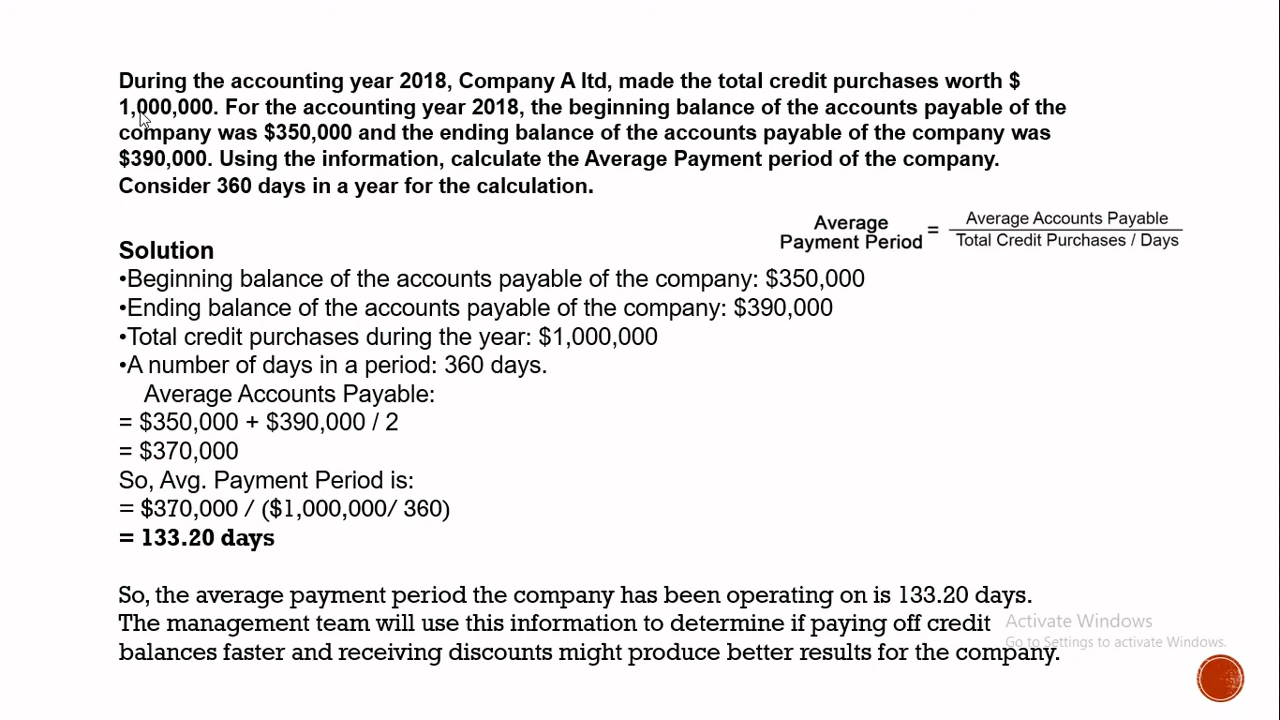 During the accounting year 2018, Company A ltd, made the total credit purchases worth $
1,000,000. For the accounting year 2018, the beginning balance of the accounts payable of the
company was $350,000 and the ending balance of the accounts payable of the company was
$390,000. Using the information, calculate the Average Payment period of the company.
Consider 360 days in a year for the calculation.
Average
Payment Period
=
Average Accounts Payable
Total Credit Purchases / Days
Solution
•Beginning balance of the accounts payable of the company: $350,000
•Ending balance of the accounts payable of the company: $390,000
•Total credit purchases during the year: $1,000,000
•A number of days in a period: 360 days.
Average Accounts Payable:
= $350,000 + $390,000 / 2
= $370,000
So, Avg. Payment Period is:
= $370,000 / ($1,000,000/ 360)
= 133.20 days
So, the average payment period the company has been operating on is 133.20 days.
The management team will use this information to determine if paying off credit
balances faster and receiving discounts might produce better results for the company.
Activate Windows
Go to Settings to activate Windows.